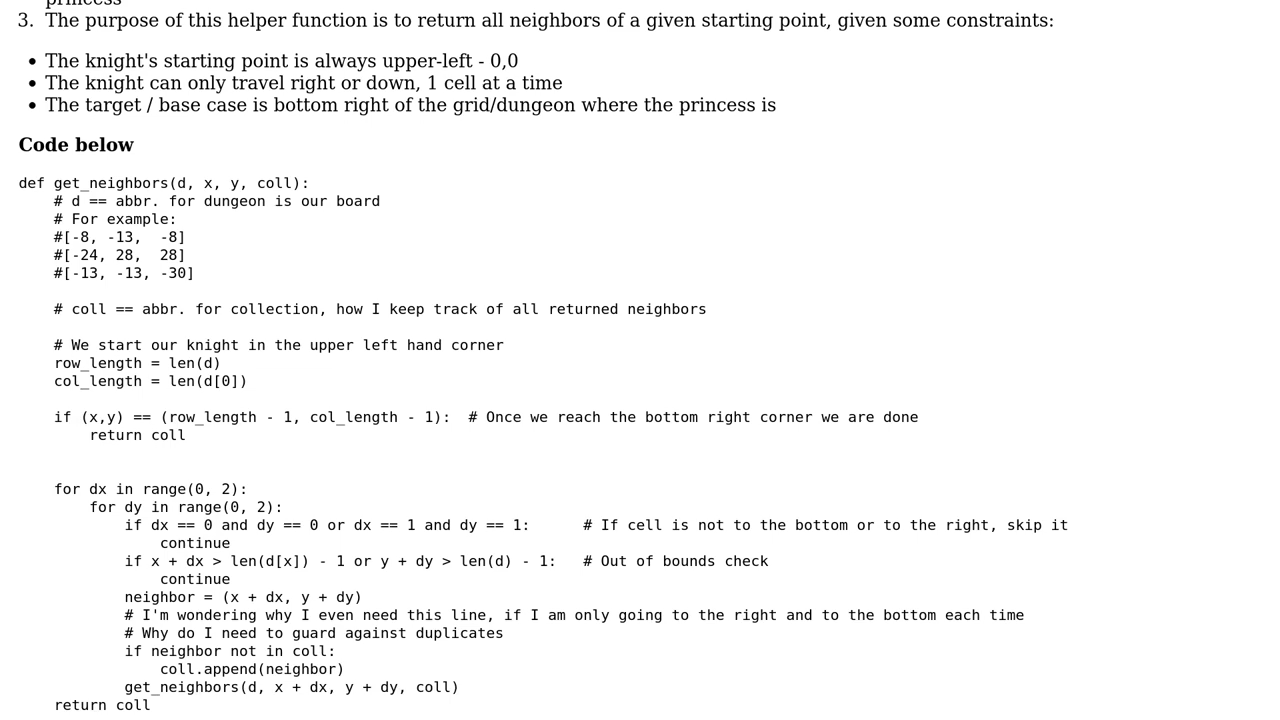 princess
3. The purpose of this helper function is to return all neighbors of a given starting point, given some constraints:
• The knight's starting point is always upper-left - 0,0
• The knight can only travel right or down, 1 cell at a time
• The target / base case is bottom right of the grid/dungeon where the princess is
Code below
def get_neighbors(d, x, y, coll):
    # d == abbr. for dungeon is our board
    # For example:
    #[-8, -13,  -8]
    #[-24, 28,  28]
    #[-13, -13, -30]
    # coll == abbr. for collection, how I keep track of all returned neighbors
    # We start our knight in the upper left hand corner
    row_length = len(d)
    col_length = len(d[0])
    if (x,y) == (row_length - 1, col_length - 1):  # Once we reach the bottom right corner we are done
        return coll
    for dx in range(0, 2):
        for dy in range(0, 2):
            if dx == 0 and dy == 0 or dx == 1 and dy == 1:      # If cell is not to the bottom or to the right, skip it
                continue
            if x + dx > len(d[x]) - 1 or y + dy > len(d) - 1:   # Out of bounds check
                continue
            neighbor = (x + dx, y + dy)
            # I'm wondering why I even need this line, if I am only going to the right and to the bottom each time
            # Why do I need to guard against duplicates
            if neighbor not in coll:
                coll.append(neighbor)
            get_neighbors(d, x + dx, y + dy, coll)
    return coll